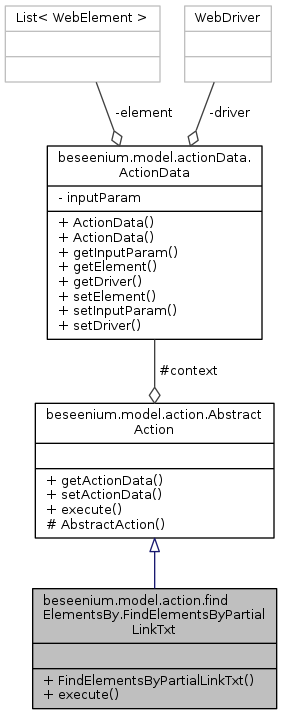 List< WebElement >
WebDriver
-element
-driver
beseenium.model.actionData.
ActionData
- inputParam
+ ActionData()
+ ActionData()
+ getInputParam()
+ getElement()
+ getDriver()
+ setElement()
+ setInputParam()
+ setDriver()
#context
beseenium.model.action.Abstract
Action
+ getActionData()
+ setActionData()
+ execute()
# AbstractAction()
beseenium.model.action.find
ElementsBy.FindElementsByPartial
LinkTxt
+ FindElementsByPartialLinkTxt()
+ execute()